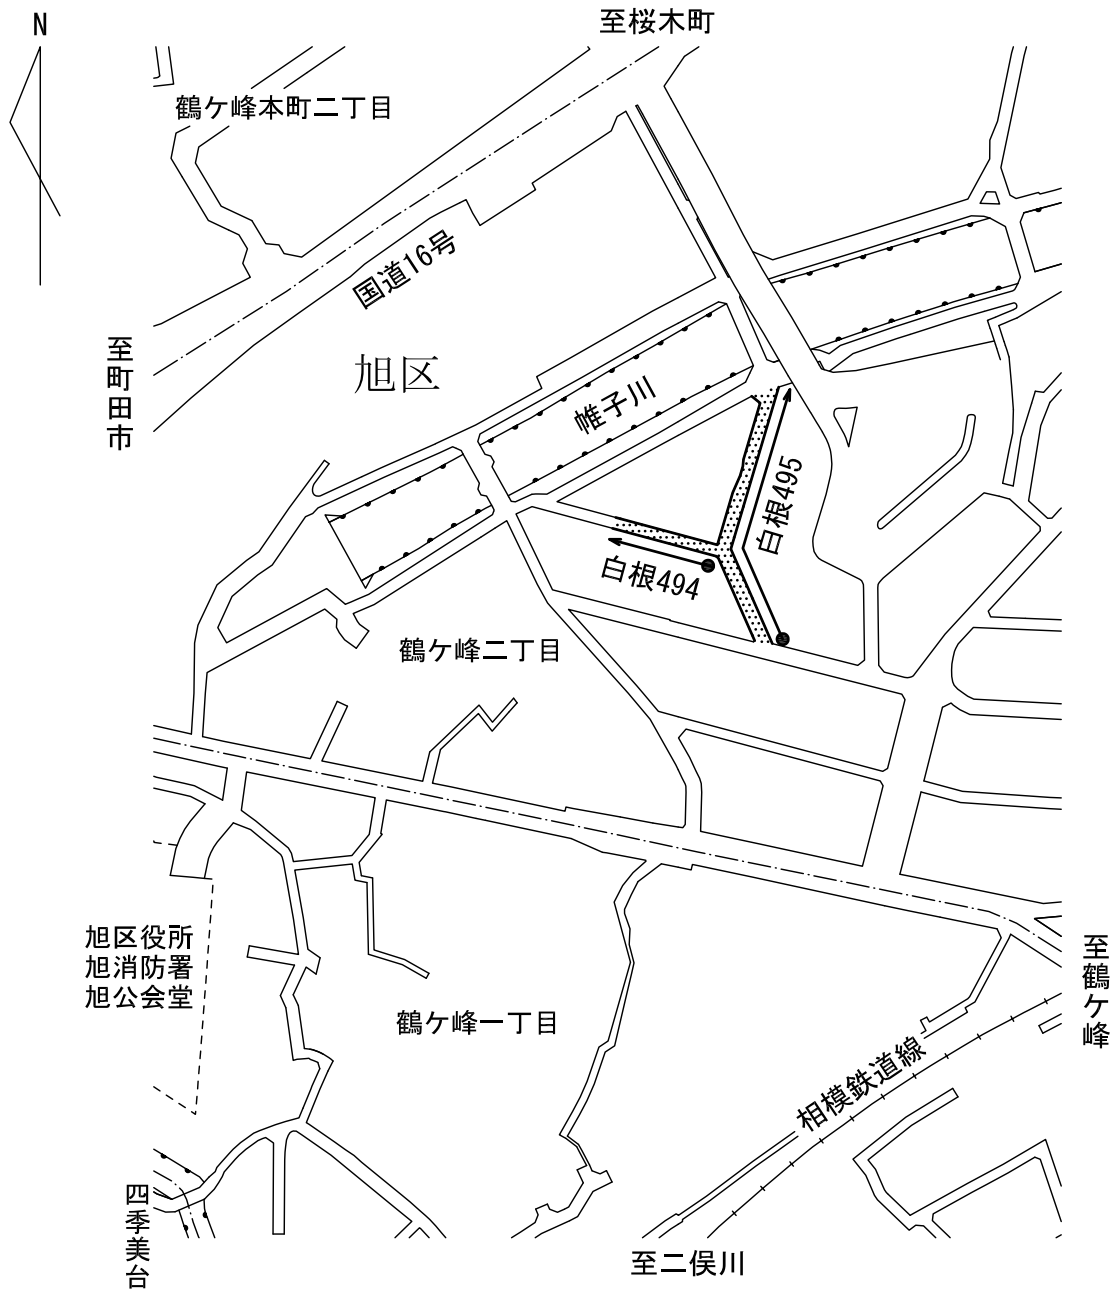 N
至桜木町
鶴ケ峰本町二丁目
国道16号
至町田市
旭区
帷子川
白根495
白根494
鶴ケ峰二丁目
旭区役所
旭消防署
旭公会堂
鶴ケ峰一丁目
至鶴ケ峰
相模鉄道線
四季美台
至二俣川